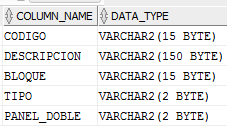 COLUMN_NAME DATA_TYPE
CODIGO VARCHAR2(15 BYTE)
DESCRIPCION VARCHAR2(150 BYTE)
BLOQUE VARCHAR2(15 BYTE)
TIPO VARCHAR2(2 BYTE)
PANEL_DOBLE VARCHAR2(2 BYTE)